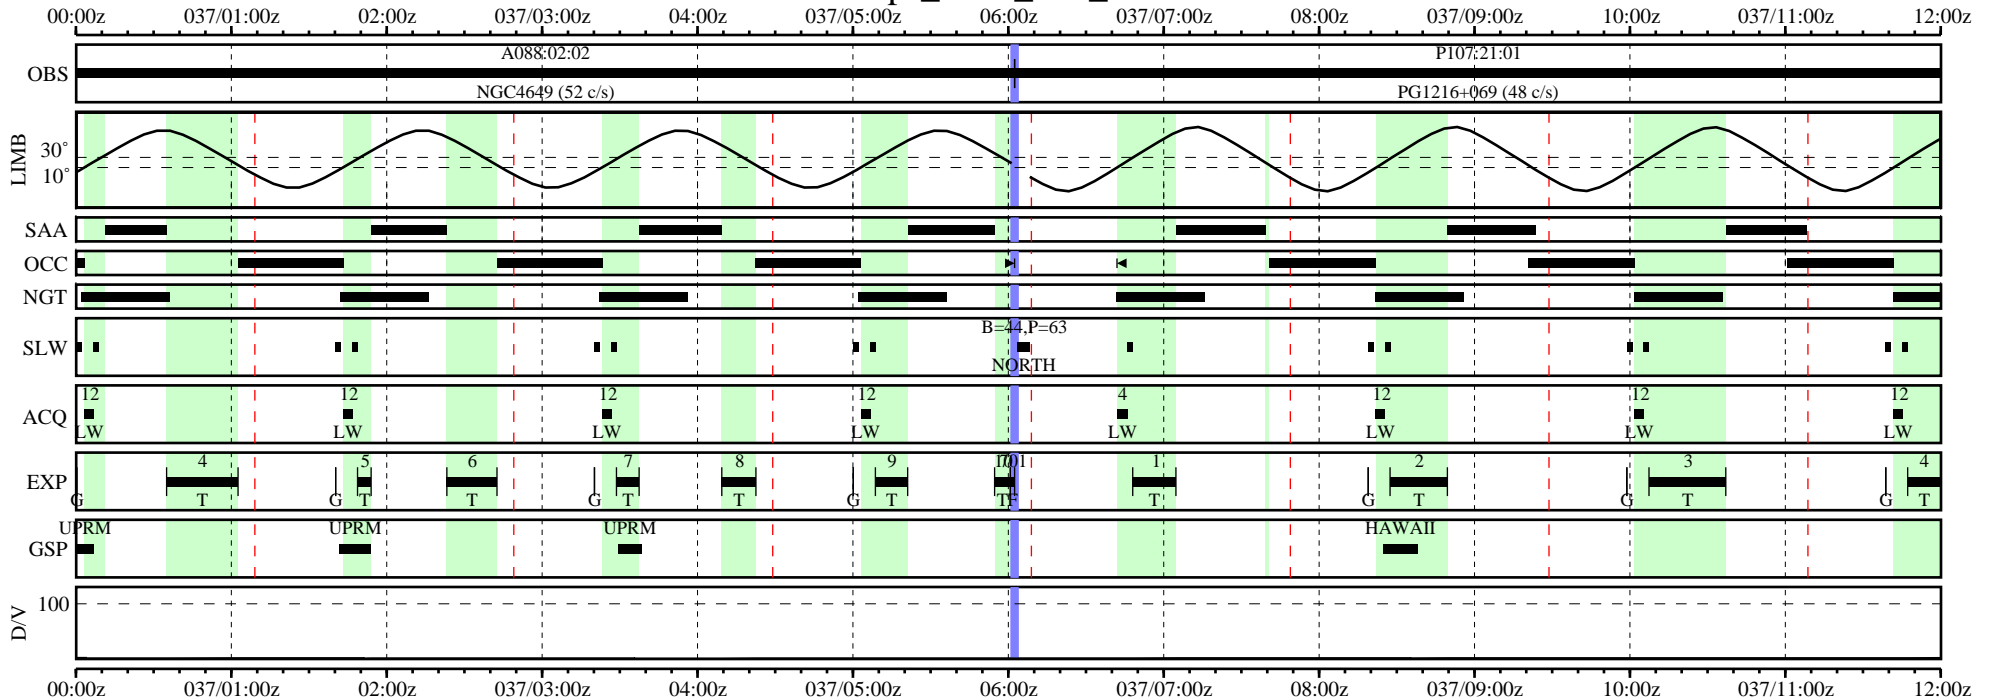 00:00z 037/01:00z 02:00z 037/03:00z 04:00z 037/05:00z 06:00z 037/07:00z 08:00z 037/09:00z 10:00z 037/11:00z 12:00z
A088:02:02 P107:21:01
OBS
NGC4649 (52 c/s) PG1216+069 (48 c/s)
LIMB
30°
10°
SAA
OCC
NGT
B=44,P=63
SLW
NORTH
12 12 12 12 4 12 12 12
ACQ
LW LW LW LW LW LW LW LW
4 5 6 7 8 9 1 2 3 4
EXP
G T G T T G T T G T T G T G T G T
UPRM UPRM UPRM HAWAII
GSP
D/V
100
00:00z 037/01:00z 02:00z 037/03:00z 04:00z 037/05:00z 06:00z 037/07:00z 08:00z 037/09:00z 10:00z 037/11:00z 12:00z